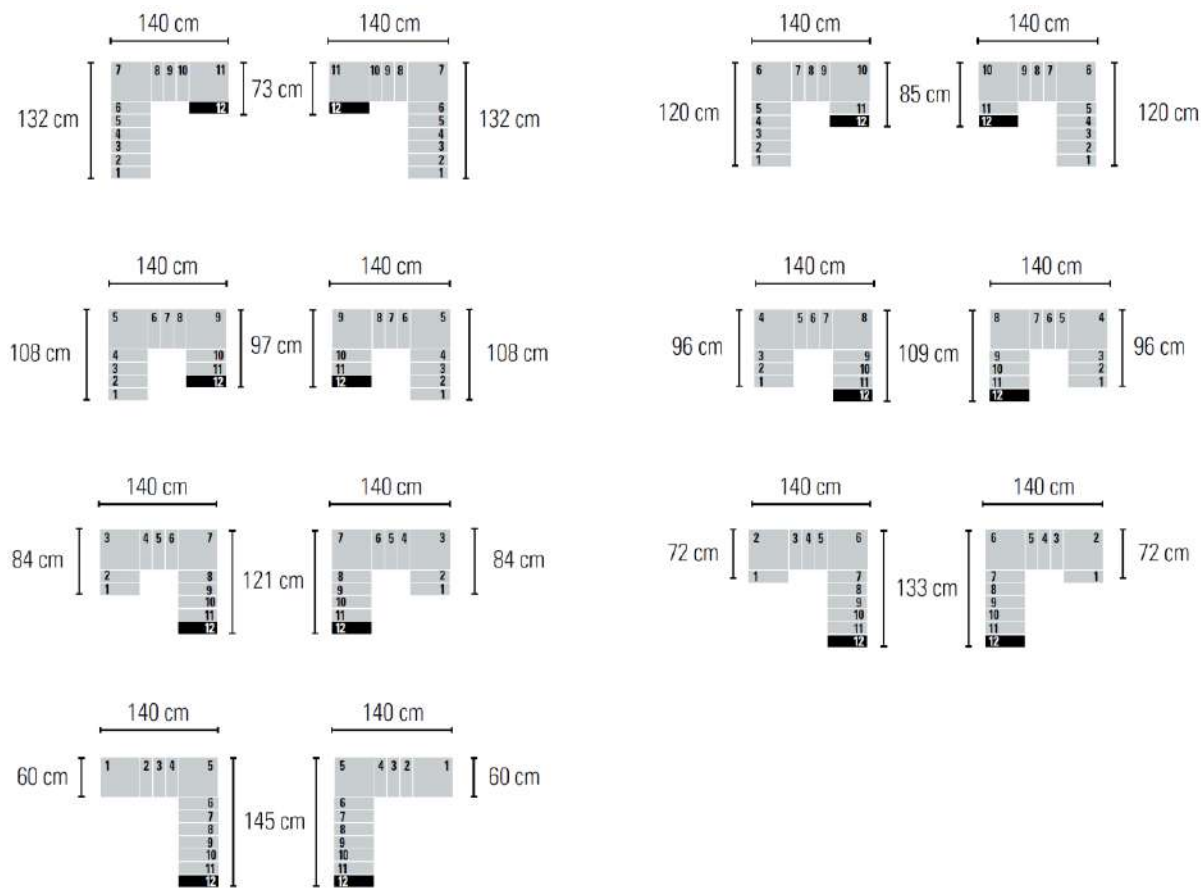 140 cm 140 cm 140 cm 140 cm
7 8 9 10 11 11 10 9 8 7 6 7 8 9 10 10 9 8 7 6
132 cm 73 cm 132 cm 120 cm 85 cm 120 cm
6 12 12 6 5 11 11 5
5 5 4 12 12 4
4 4 3 3
3 3 2 2
2 2 1 1
1 1
140 cm 140 cm 140 cm 140 cm
5 6 7 8 9 9 8 7 6 5 4 5 6 7 8 8 7 6 5 4
108 cm 97 cm 108 cm 96 cm 109 cm 96 cm
4 10 10 4 3 9 9 3
3 11 11 3 2 10 10 2
2 12 12 2 1 11 11 1
1 1 12 12
140 cm 140 cm 140 cm 140 cm
3 4 5 6 7 7 6 5 4 3 2 3 4 5 6 6 5 4 3 2
84 cm 121 cm 84 cm 72 cm 133 cm 72 cm
2 8 8 2 1 7 7 1
1 9 9 1 8 8
10 10 9 9
11 11 10 10
12 12 11 11
12 12
140 cm 140 cm
1 2 3 4 5 5 4 3 2 1
60 cm 145 cm 60 cm
6 6
7 7
8 8
9 9
10 10
11 11
12 12